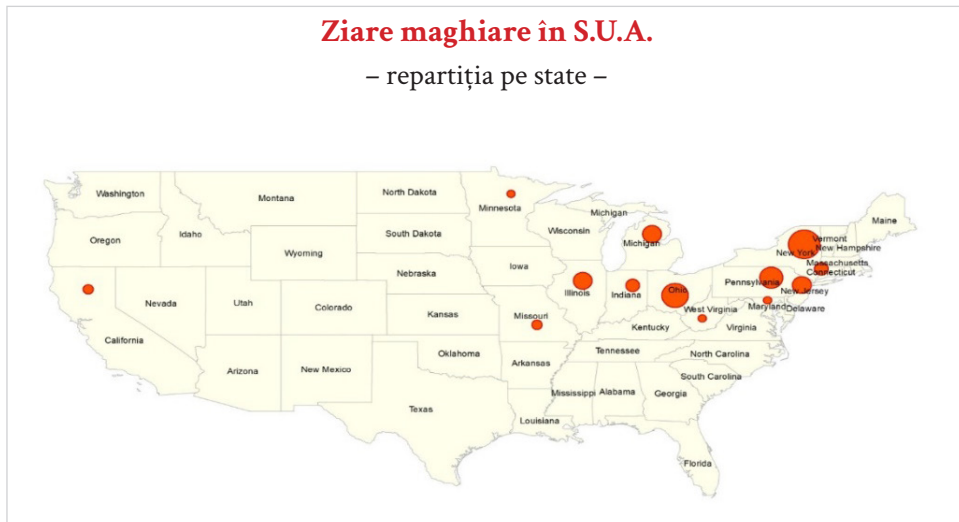 Ziare maghiare în S.U.A.
– repartiția pe state –
Washington
Montana
North Dakota
Minnesota
Michigan
Maine
Oregon
Idaho
South Dakota
Wisconsin
Michigan
Vermont
New York
New Hampshire
Wyoming
Iowa
Massachusetts
Connecticut
Nebraska
Pennsylvania
Illinois
Indiana
Ohio
New Jersey
Nevada
Utah
Colorado
Kansas
Missouri
West Virginia
Maryland
Delaware
California
Kentucky
Virginia
Oklahoma
Tennessee
North Carolina
Arizona
New Mexico
Arkansas
South Carolina
Mississippi
Alabama
Georgia
Texas
Louisiana
Florida